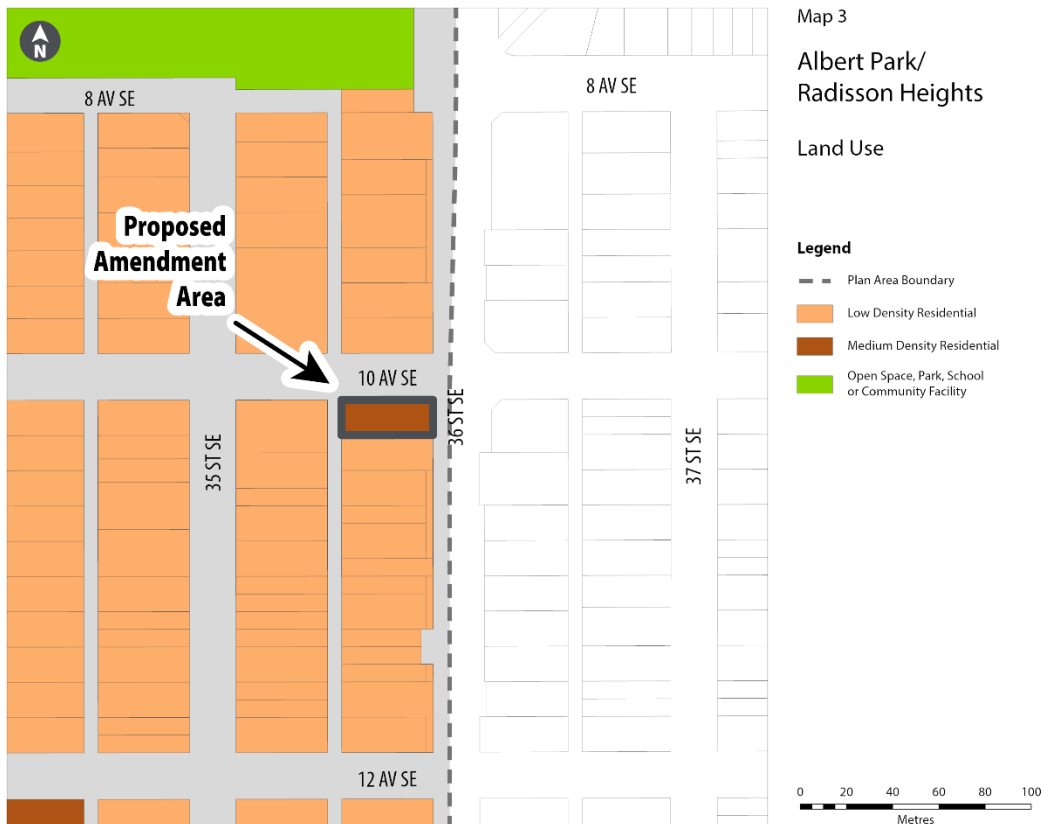 N
8 AV SE
8 AV SE
Proposed
Amendment
Area
10 AV SE
36 ST SE
35 ST SE
37 ST SE
12 AV SE
Map 3
Albert Park/
Radisson Heights
Land Use
Legend
Plan Area Boundary
Low Density Residential
Medium Density Residential
Open Space, Park, School
or Community Facility
0 20 40 60 80 100
Metres